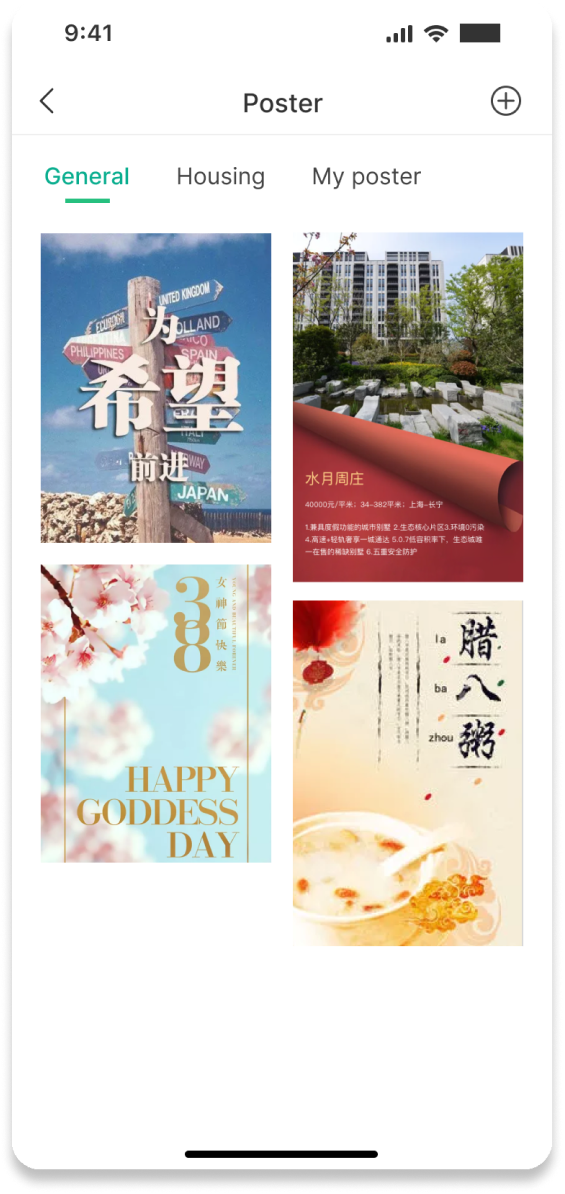 9:41
Poster
General Housing My poster
UNITED KINGDOM
HOLLAND
PHILIPPINES
SPAIN
为
希望
前进
ITALY
JAPAN
水月周庄
40000元/平米；34-382平米；上海-长宁
1.兼具度假功能的城市别墅 2.生态核心片区3.环境0污染
4.高速+轻轨奢享一城通达 5.0.7低容积率下，生态城唯
一在售的稀缺别墅 6.五重安全防护
38
女神節快樂
HAPPY
GODDESS
DAY
la
腊
ba
八
zhou
粥